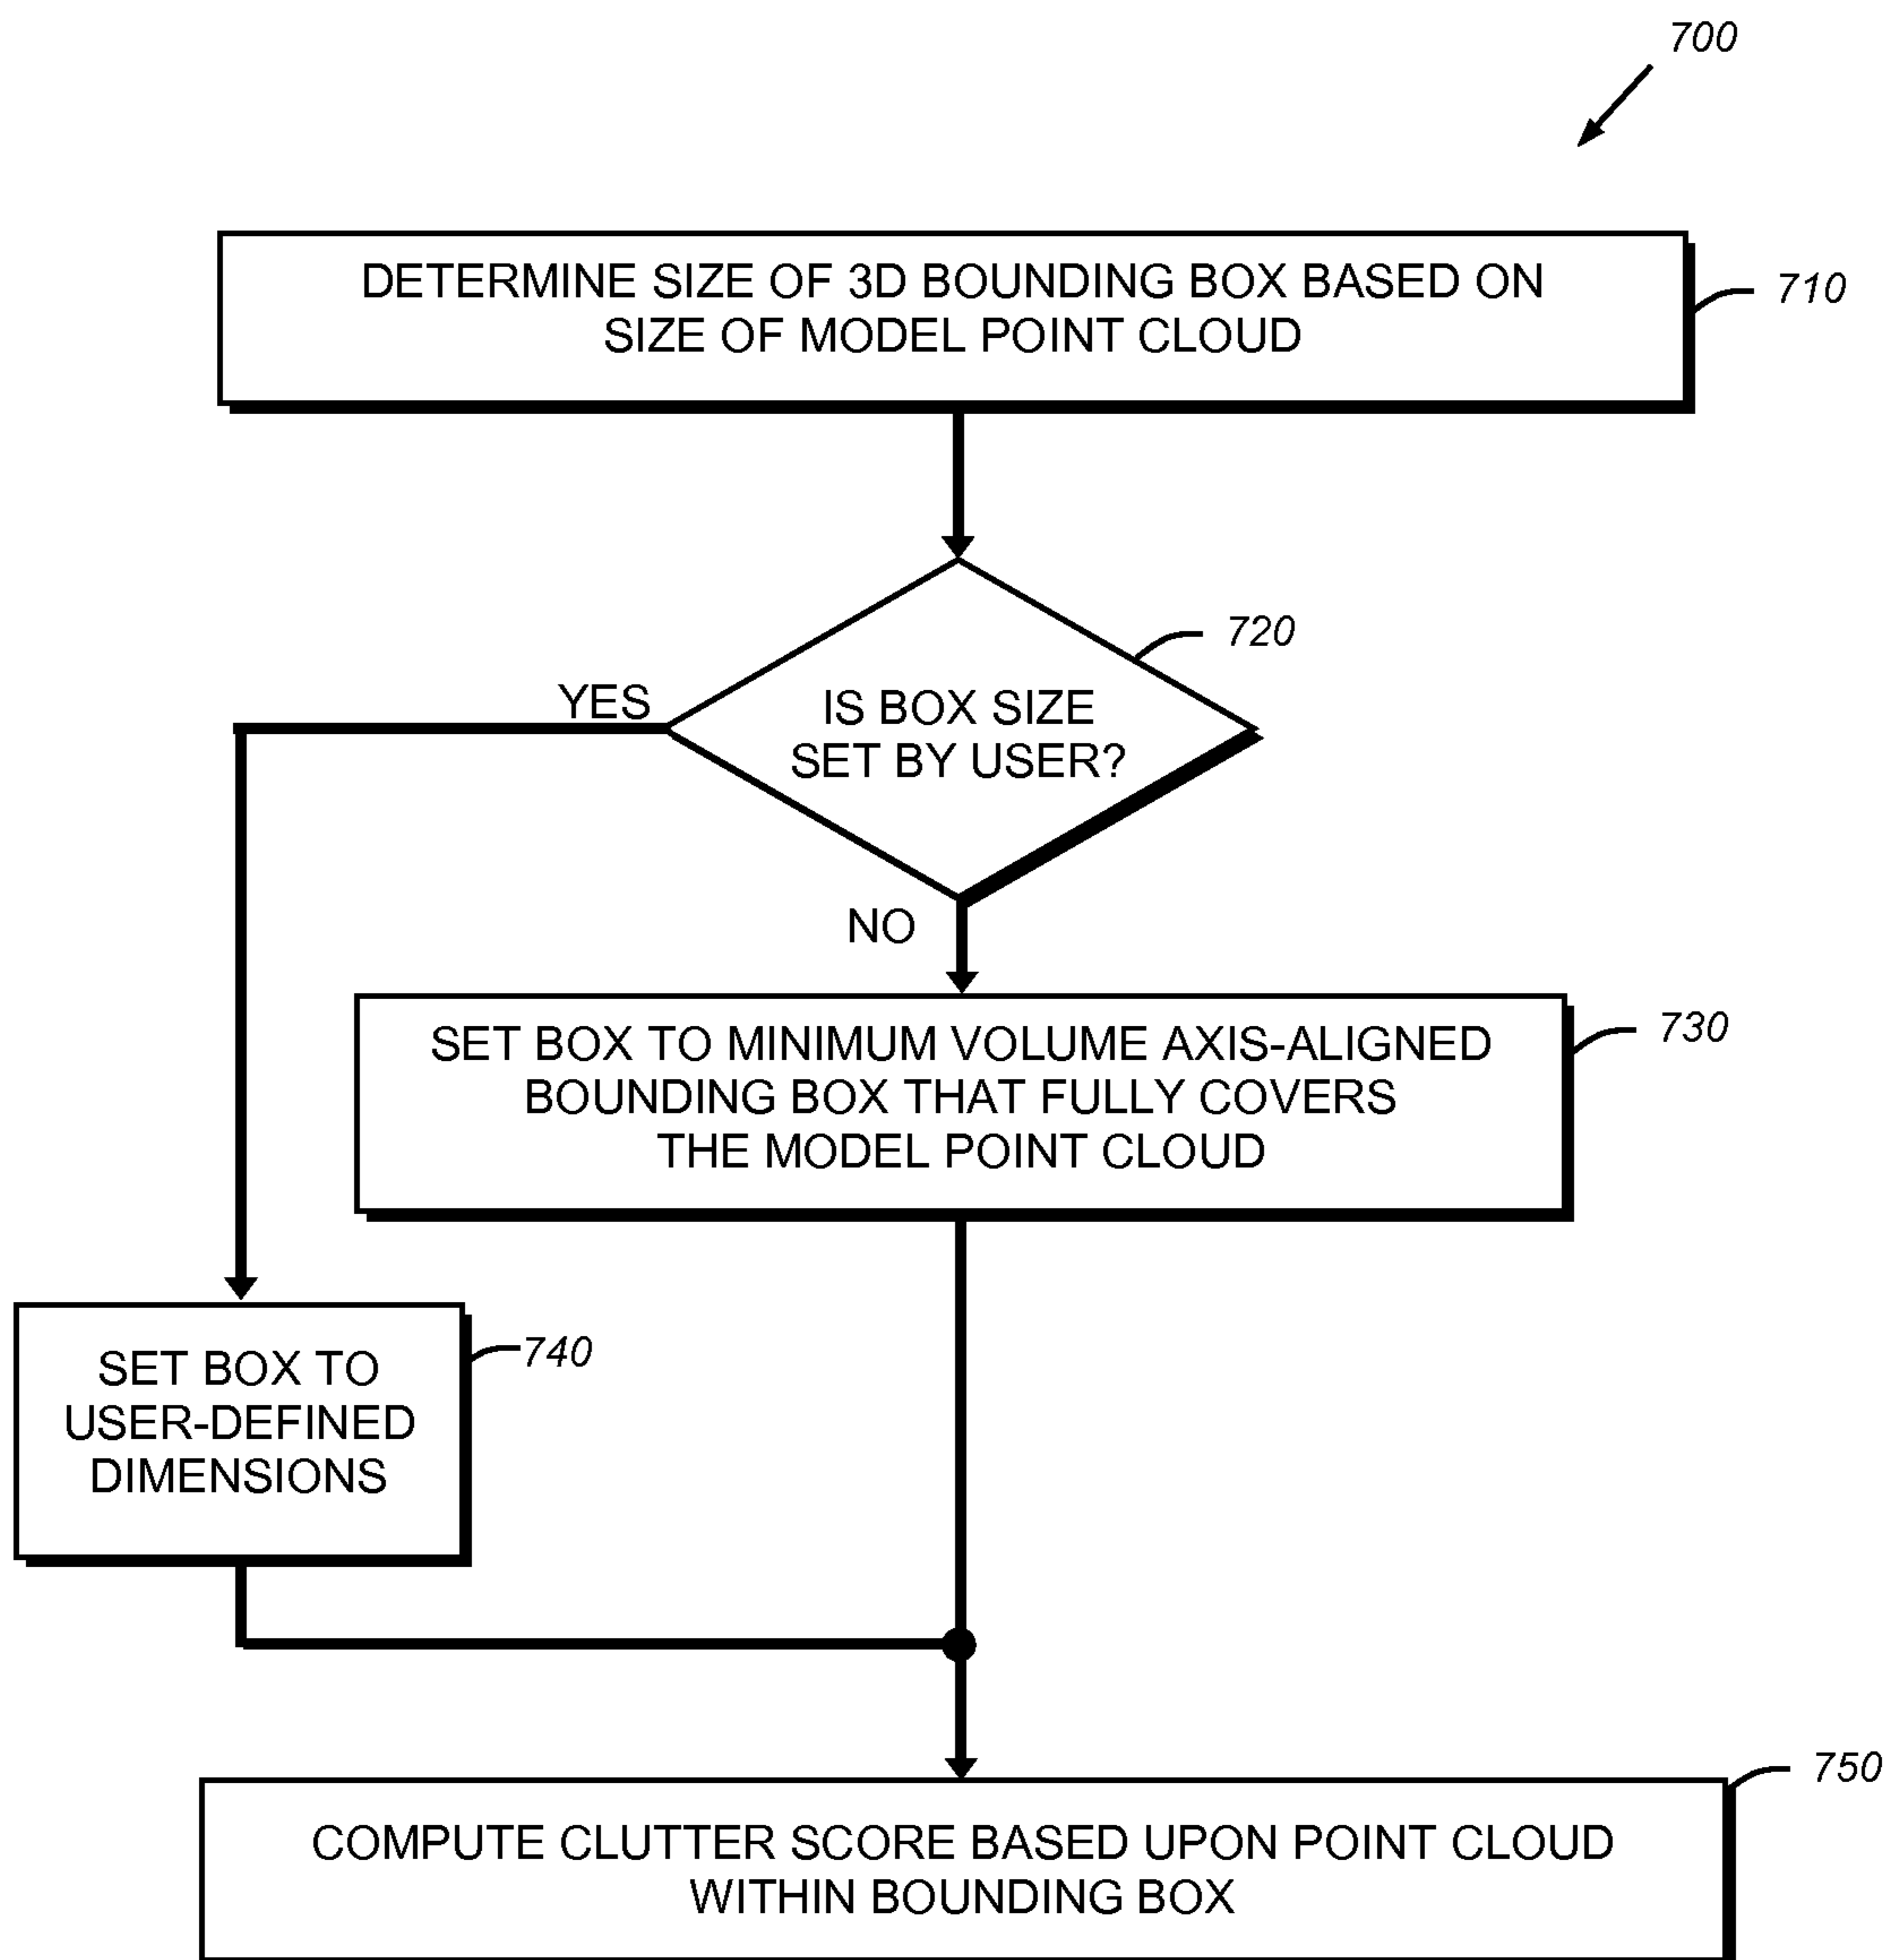 700
DETERMINE SIZE OF 3D BOUNDING BOX BASED ON
SIZE OF MODEL POINT CLOUD
710
720
YES
IS BOX SIZE
SET BY USER?
NO
SET BOX TO MINIMUM VOLUME AXIS-ALIGNED
BOUNDING BOX THAT FULLY COVERS
THE MODEL POINT CLOUD
730
SET BOX TO
USER-DEFINED
DIMENSIONS
740
750
COMPUTE CLUTTER SCORE BASED UPON POINT CLOUD
WITHIN BOUNDING BOX